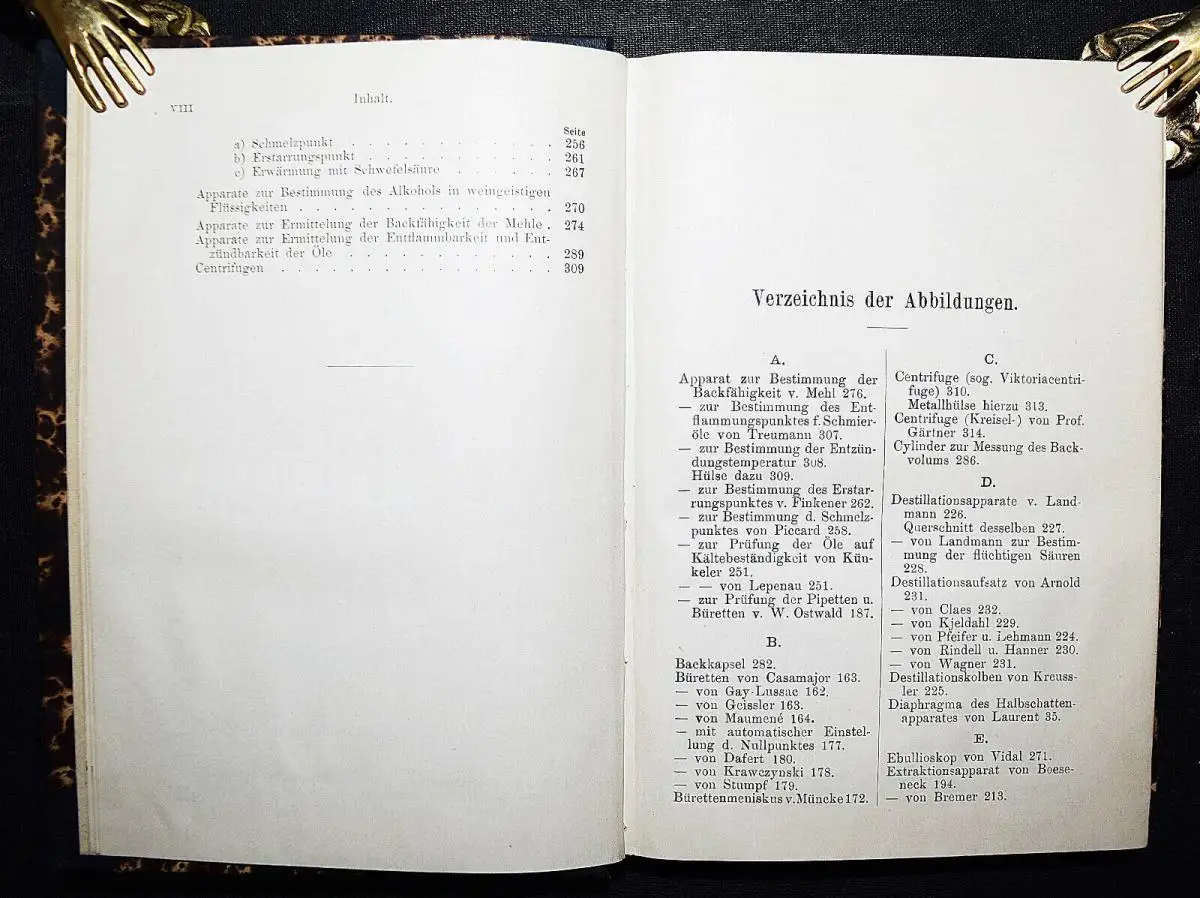 VIII
Inhalt.
Seite
a) Schmelzpunkt . . . . . . . . . . . . 256
b) Erstarrungspunkt . . . . . . . . . . . 261
c) Erwärmung mit Schwefelsäure . . . . . . 267
Apparate zur Bestimmung des Alkohols in weingeistigen
Flüssigkeiten . . . . . . . . . . . . . . . 270
Apparate zur Ermittelung der Backfähigkeit der Mehle . 274
Apparate zur Ermittelung der Entflammbarkeit und Ent-
zündbarkeit der Öle . . . . . . . . . . . . 289
Centrifugen . . . . . . . . . . . . . . . . 309
Verzeichnis der Abbildungen.
A.
Apparat zur Bestimmung der
Backfähigkeit v. Mehl 276.
— zur Bestimmung des Ent-
flammungspunktes f. Schmier-
öle von Treumann 307.
— zur Bestimmung der Entzün-
dungstemperatur 308.
Hülse dazu 309.
— zur Bestimmung des Erstar-
rungspunktes v. Finkener 262.
— zur Bestimmung d. Schmelz-
punktes von Piccard 258.
— zur Prüfung der Öle auf
Kältebeständigkeit von Kün-
keler 251.
— — von Lepenau 251.
— zur Prüfung der Pipetten u.
Büretten v. W. Ostwald 187.
B.
Backkapsel 282.
Büretten von Casamajor 163.
— von Gay-Lussac 162.
— von Geissler 163.
— von Maumené 164.
— mit automatischer Einstel-
lung d. Nullpunktes 177.
— von Dafert 180.
— von Krawczynski 178.
— von Stumpf 179.
Bürettenmeniskus v. Müncke 172.
C.
Centrifuge (sog. Viktoriacentri-
fuge) 310.
Metallhülse hierzu 313.
Centrifuge (Kreisel-) von Prof.
Gärtner 314.
Cylinder zur Messung des Back-
volums 286.
D.
Destillationsapparate v. Land-
mann 226.
Querschnitt desselben 227.
— von Landmann zur Bestim-
mung der flüchtigen Säuren
228.
Destillationsaufsatz von Arnold
231.
— von Claes 232.
— von Kjeldahl 229.
— von Pfeifer u. Lehmann 224.
— von Rindell u. Hanner 230.
— von Wagner 231.
Destillationskolben von Kreuss-
ler 225.
Diaphragma des Halbschatten-
apparates von Laurent 35.
E.
Ebullioskop von Vidal 271.
Extraktionsapparat von Boese-
neck 194.
— von Bremer 213.